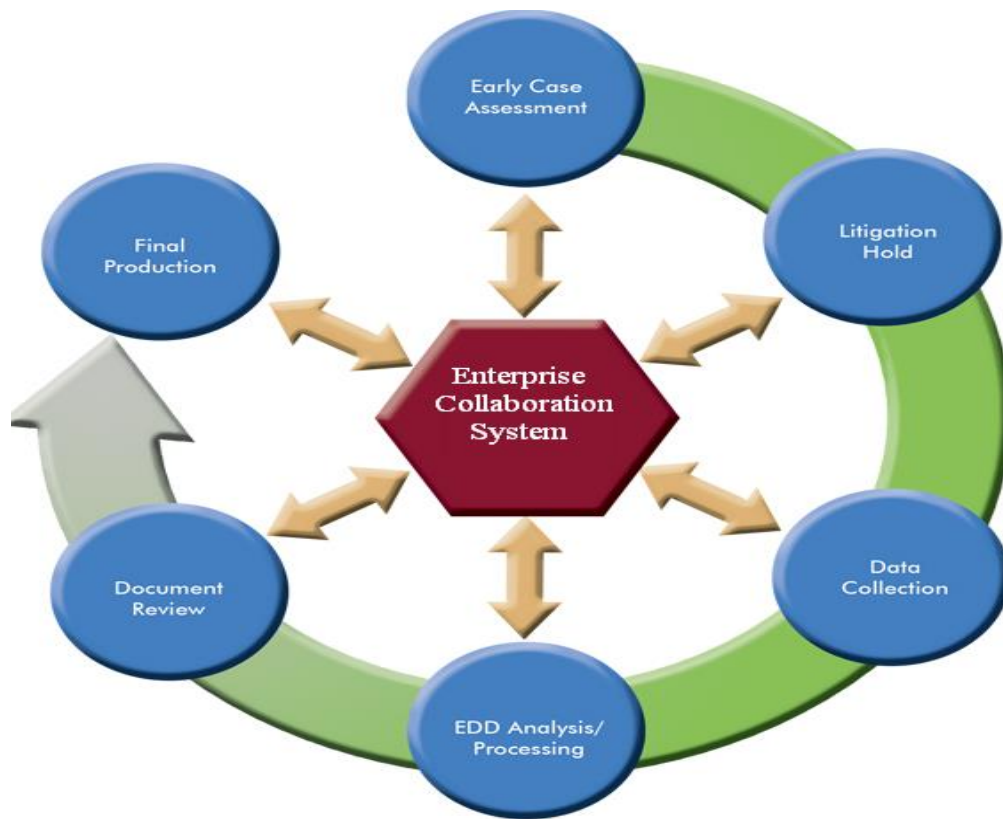 Early Case
Assessment
Litigation
Hold
Final
Production
Enterprise
Collaboration
System
Data
Collection
Document
Review
EDD Analysis/
Processing